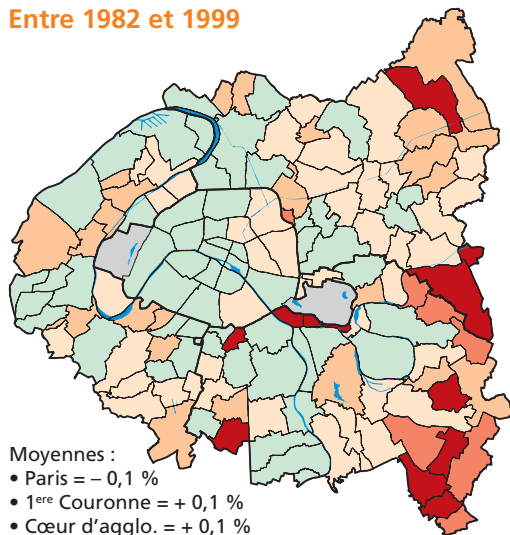 Entre 1982 et 1999
Moyennes :
• Paris = – 0,1 %
• 1ere Couronne = + 0,1 %
• Cœur d'agglo. = + 0,1 %